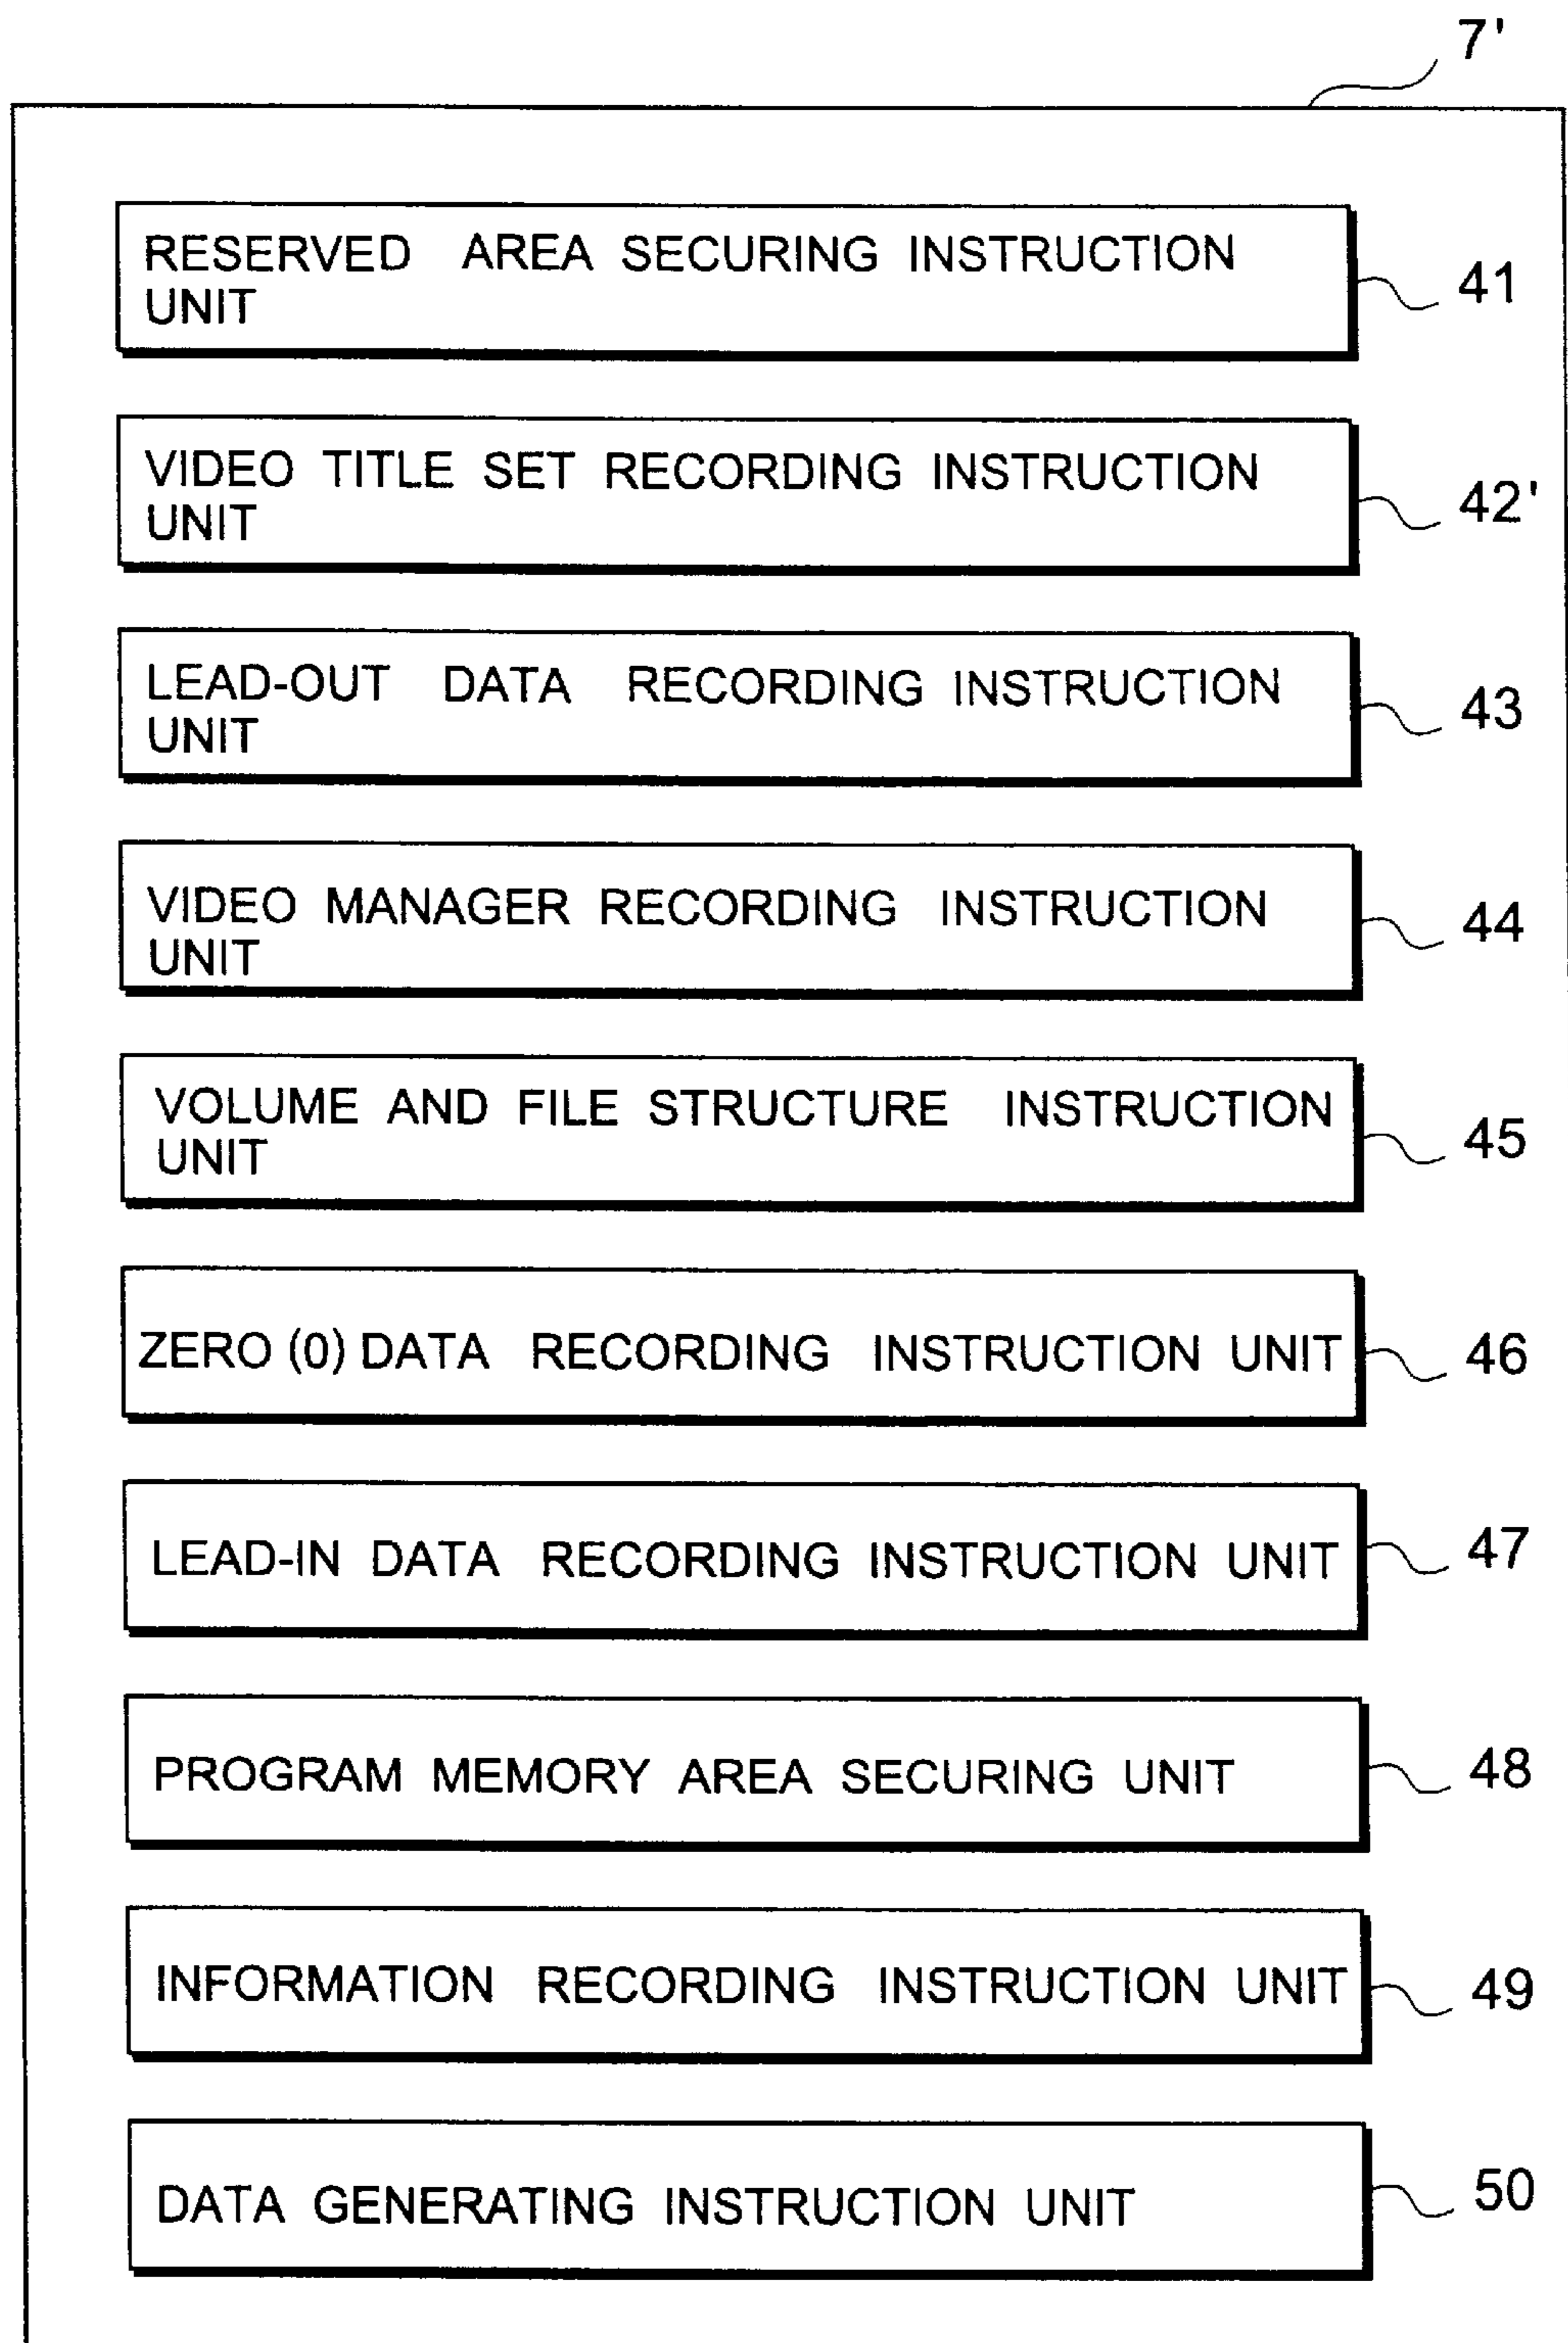 7'
RESERVED AREA SECURING INSTRUCTION
UNIT
41
VIDEO TITLE SET RECORDING INSTRUCTION
UNIT
42'
LEAD-OUT DATA RECORDING INSTRUCTION
UNIT
43
VIDEO MANAGER RECORDING INSTRUCTION
UNIT
44
VOLUME AND FILE STRUCTURE INSTRUCTION
UNIT
45
ZERO (0) DATA RECORDING INSTRUCTION UNIT
46
LEAD-IN DATA RECORDING INSTRUCTION UNIT
47
PROGRAM MEMORY AREA SECURING UNIT
48
INFORMATION RECORDING INSTRUCTION UNIT
49
DATA GENERATING INSTRUCTION UNIT
50